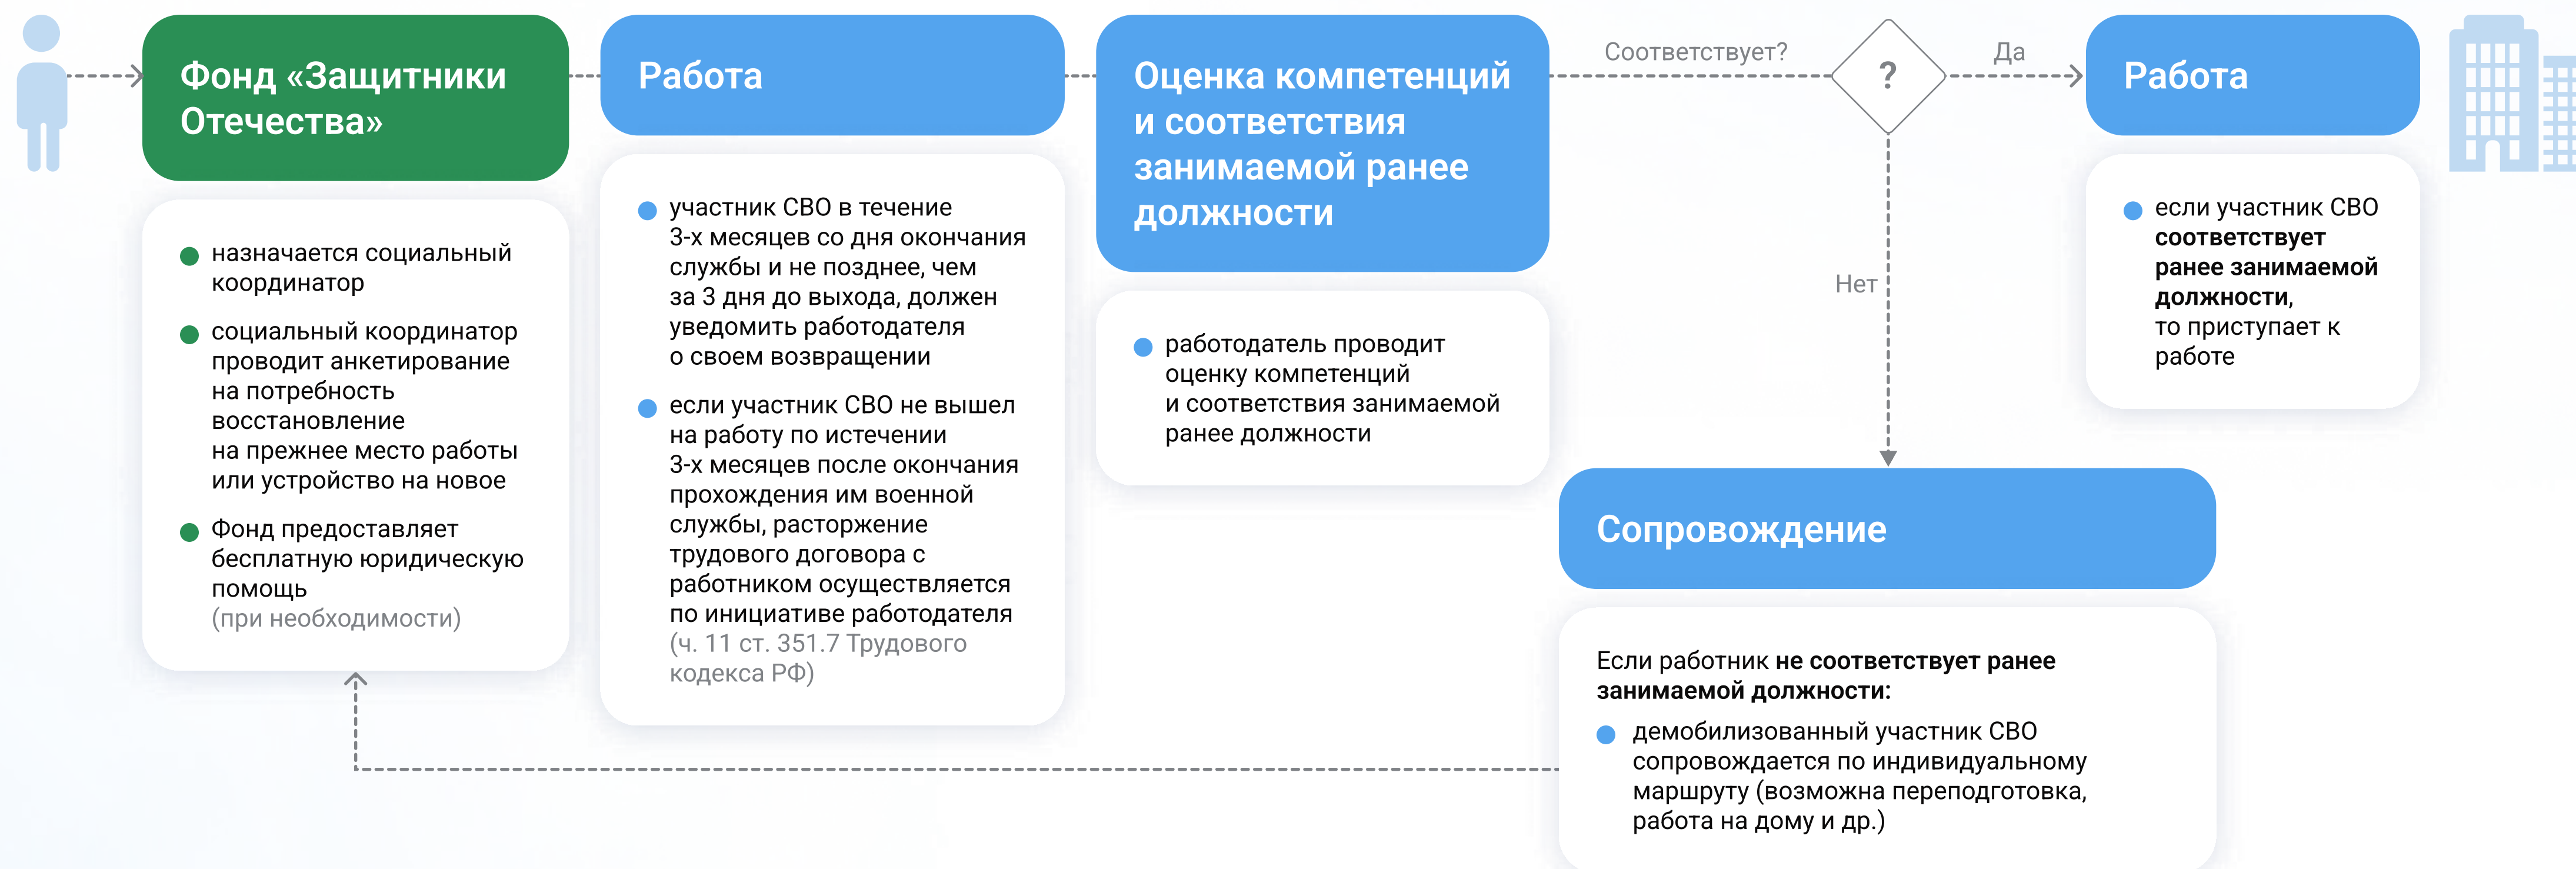 Фонд «Защитники
Отечества»
назначается социальный
координатор
социальный координатор
проводит анкетирование
на потребность
восстановление
на прежнее место работы
или устройство на новое
Фонд предоставляет
бесплатную юридическую
помощь
(при необходимости)
Работа
участник СВО в течение
3-х месяцев со дня окончания
службы и не позднее, чем
за 3 дня до выхода, должен
уведомить работодателя
о своем возвращении
если участник СВО не вышел
на работу по истечении
3-х месяцев после окончания
прохождения им военной
службы, расторжение
трудового договора с
работником осуществляется
по инициативе работодателя
(ч. 11 ст. 351.7 Трудового
кодекса РФ)
Оценка компетенций
и соответствия
занимаемой ранее
должности
работодатель проводит
оценку компетенций
и соответствия занимаемой
ранее должности
Соответствует?
?
Да
Нет
Работа
если участник СВО
соответствует
ранее занимаемой
должности,
то приступает к
работе
Сопровождение
Если работник не соответствует ранее
занимаемой должности:
демобилизованный участник СВО
сопровождается по индивидуальному
маршруту (возможна переподготовка,
работа на дому и др.)